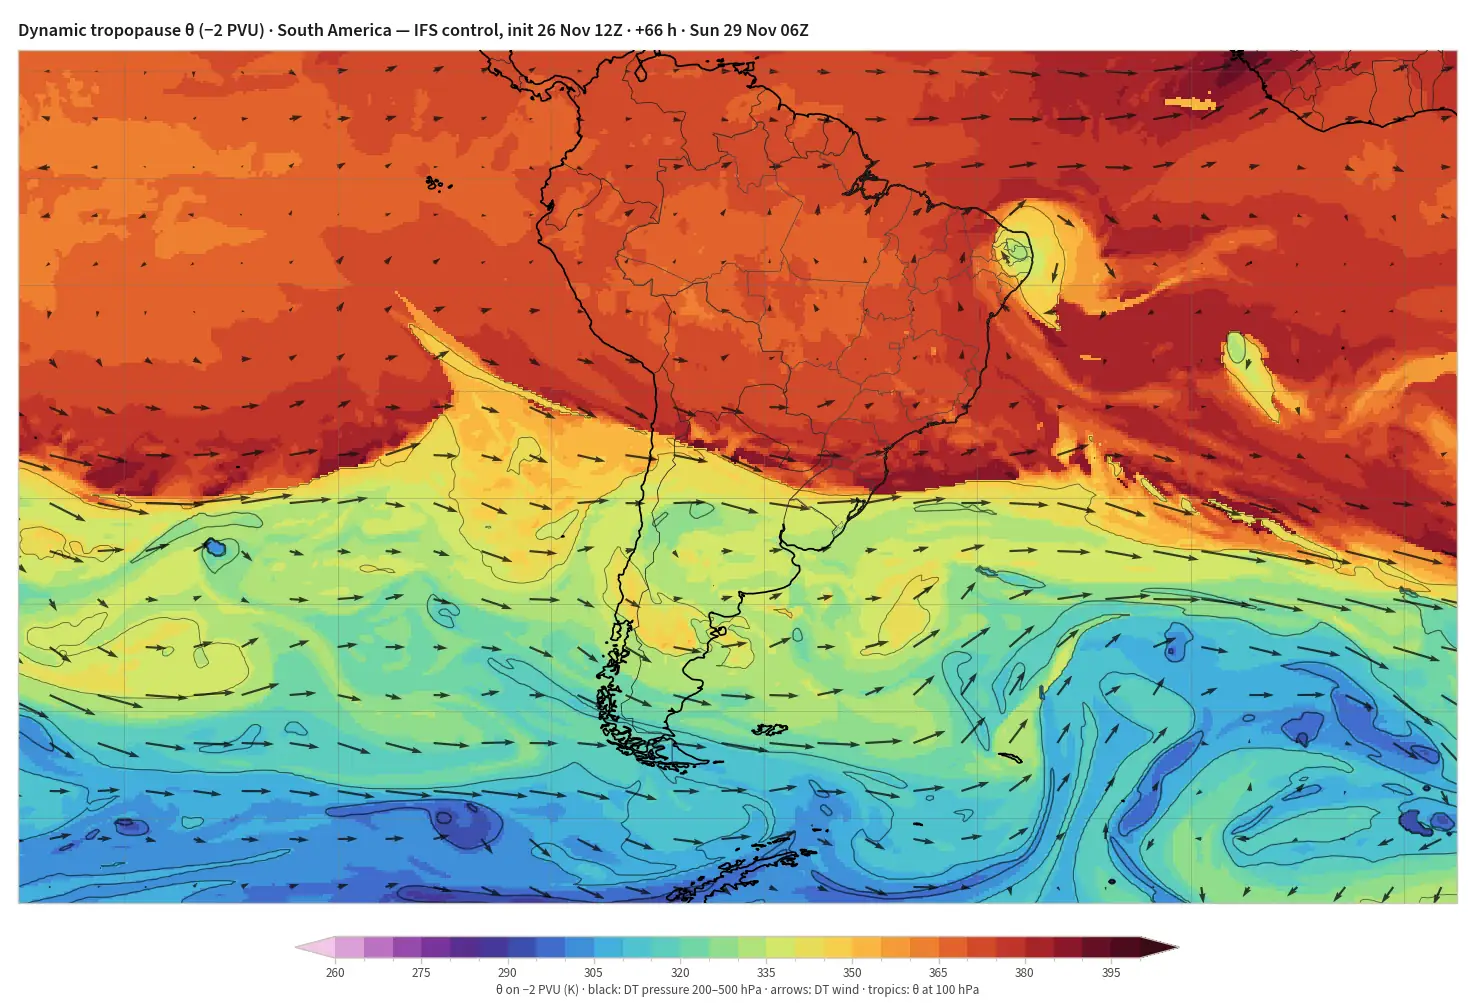 Dynamic tropopause θ (−2 PVU) · South America — IFS control, init 26 Nov 12Z · +66 h · Sun 29 Nov 06Z
260 275 290 305 320 335 350 365 380 395
θ on −2 PVU (K) · black: DT pressure 200–500 hPa · arrows: DT wind · tropics: θ at 100 hPa